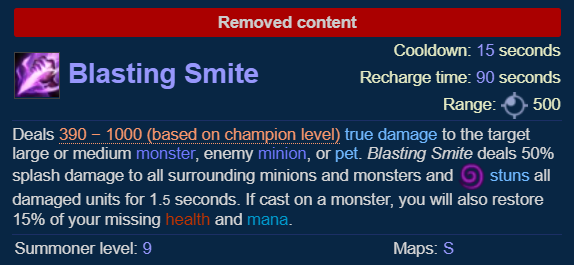 Removed content
Blasting Smite
Cooldown: 15 seconds
Recharge time: 90 seconds
Range: 500
Deals 390 − 1000 (based on champion level) true damage to the target
large or medium monster, enemy minion, or pet. Blasting Smite deals 50%
splash damage to all surrounding minions and monsters and stuns all
damaged units for 1.5 seconds. If cast on a monster, you will also restore
15% of your missing health and mana.
Summoner level: 9
Maps: S